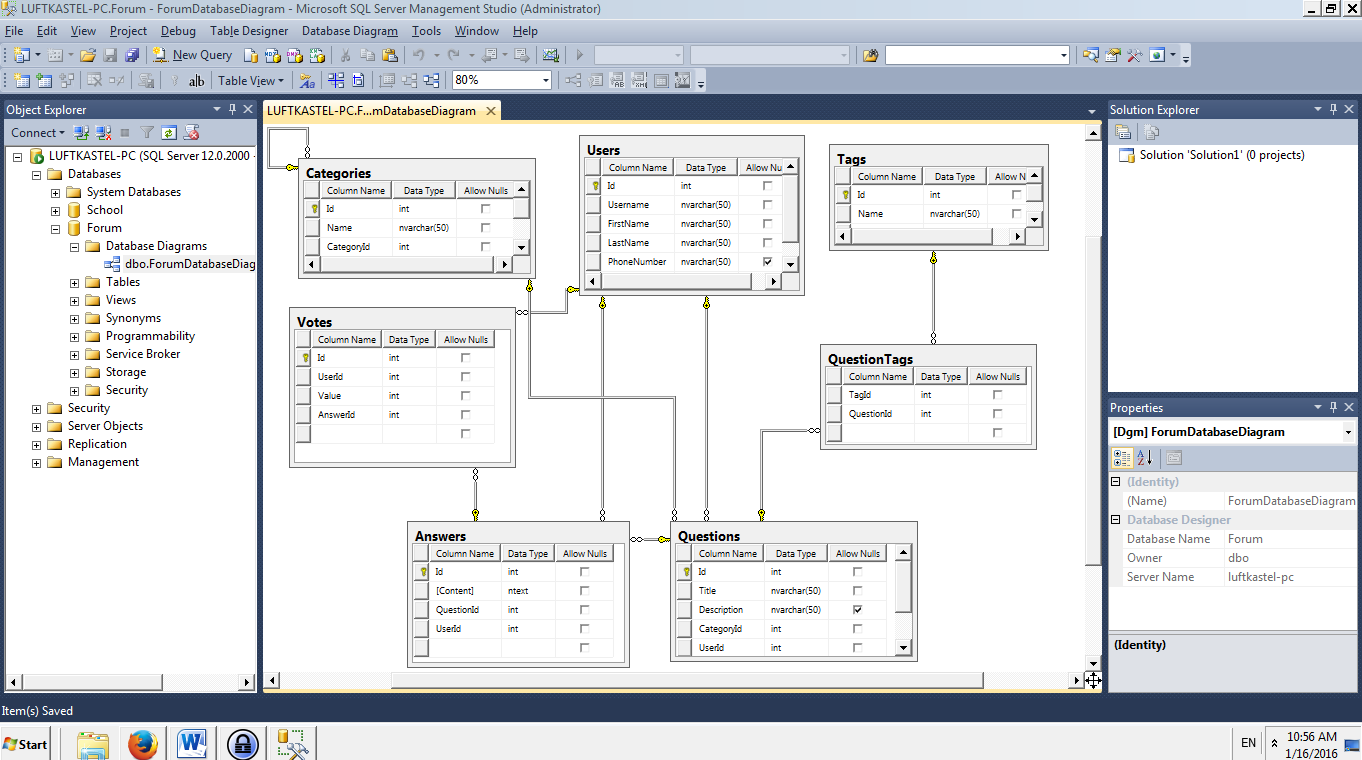 LUFTKASTEL-PC.Forum - ForumDatabaseDiagram - Microsoft SQL Server Management Studio (Administrator)
File Edit View Project Debug Table Designer Database Diagram Tools Window Help
New Query
ab| Table View 80%
Object Explorer
Connect
LUFTKASTEL-PC (SQL Server 12.0.2000 -
Databases
System Databases
School
Forum
Database Diagrams
dbo.ForumDatabaseDiag
Tables
Views
Synonyms
Programmability
Service Broker
Storage
Security
Security
Server Objects
Replication
Management
LUFTKASTEL-PC.F...mDatabaseDiagram
Categories
Column Name Data Type Allow Nulls
Id int
Name nvarchar(50)
CategoryId int
Users
Column Name Data Type Allow Nu
Id int
Username nvarchar(50)
FirstName nvarchar(50)
LastName nvarchar(50)
PhoneNumber nvarchar(50)
Tags
Column Name Data Type Allow N
Id int
Name nvarchar(50)
Votes
Column Name Data Type Allow Nulls
Id int
UserId int
Value int
AnswerId int
QuestionTags
Column Name Data Type Allow Nulls
TagId int
QuestionId int
Answers
Column Name Data Type Allow Nulls
Id int
[Content] ntext
QuestionId int
UserId int
Questions
Column Name Data Type Allow Nulls
Id int
Title nvarchar(50)
Description nvarchar(50)
CategoryId int
UserId int
Solution Explorer
Solution 'Solution1' (0 projects)
Properties
[Dgm] ForumDatabaseDiagram
(Identity)
(Name) ForumDatabaseDiagram
Database Designer
Database Name Forum
Owner dbo
Server Name luftkastel-pc
(Identity)
Item(s) Saved
Start
EN
10:56 AM
1/16/2016